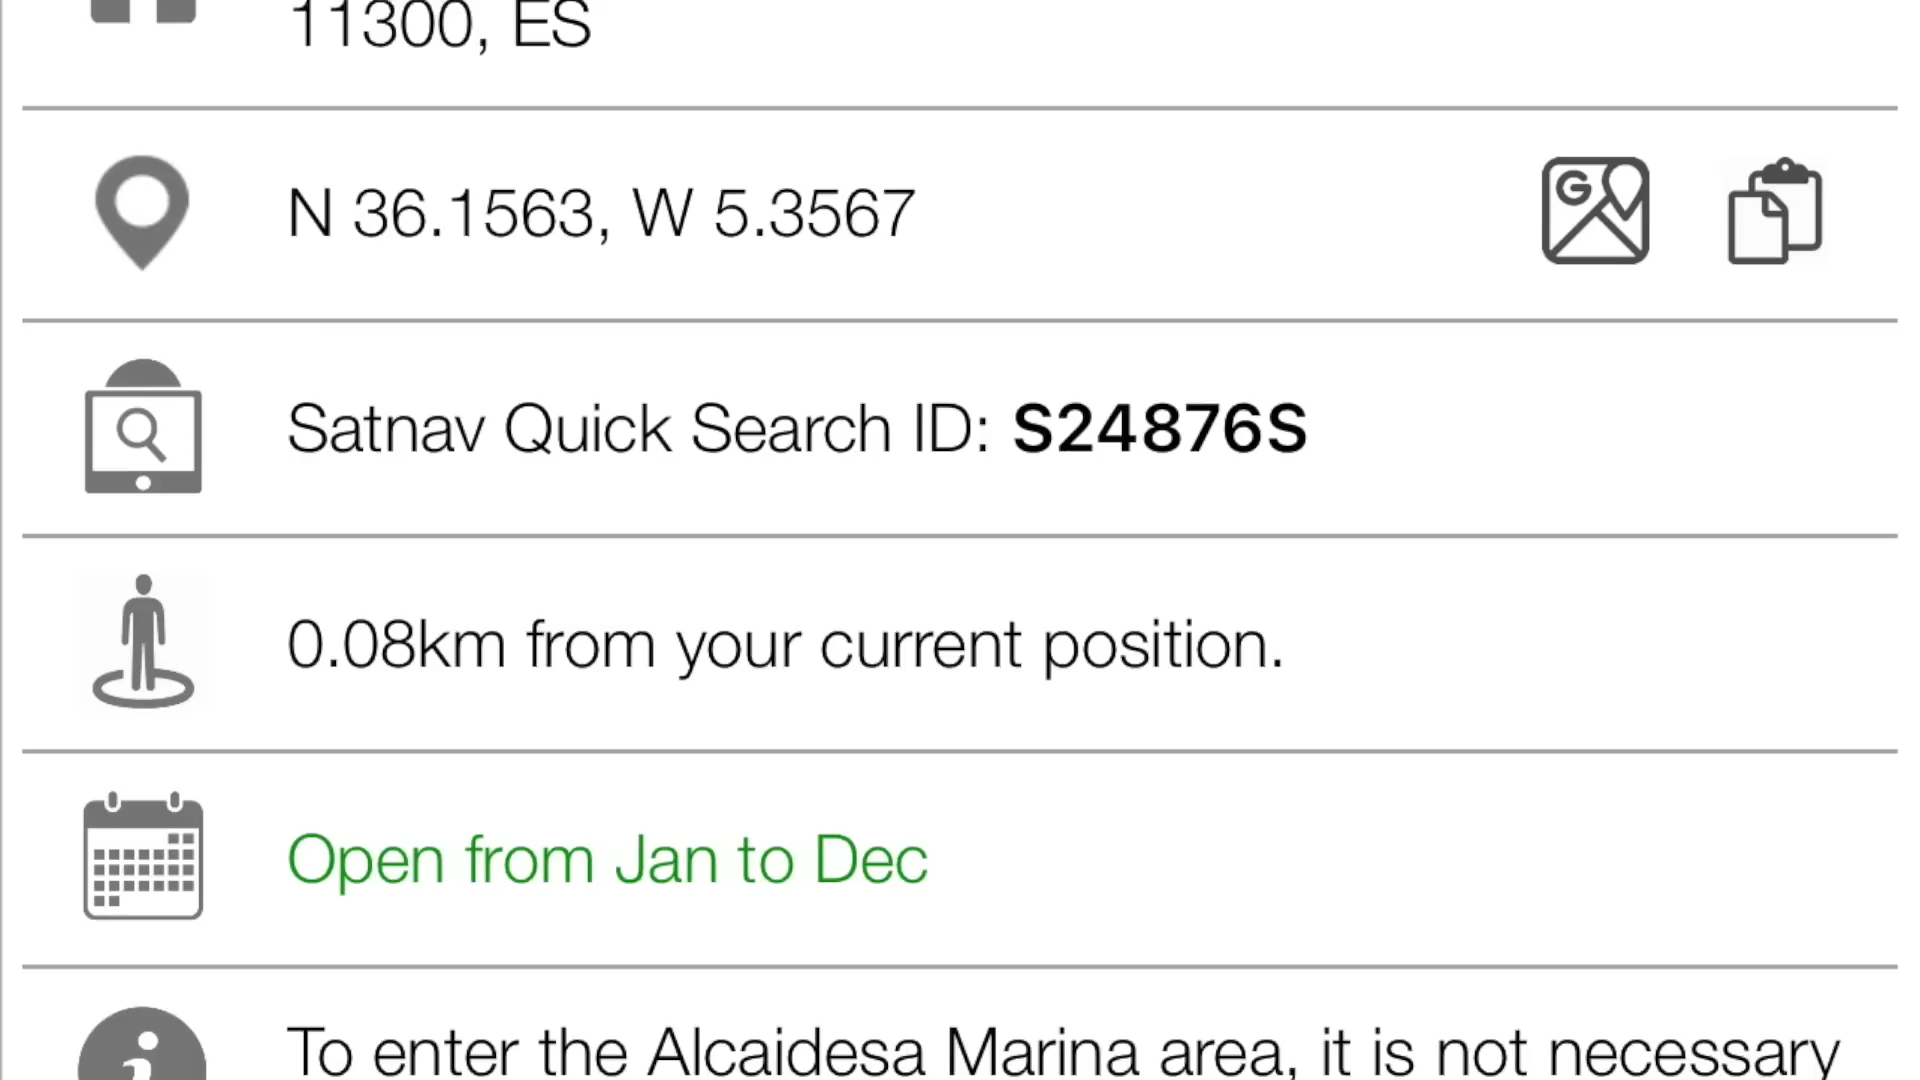 11300, ES
N 36.1563, W 5.3567
Satnav Quick Search ID: S24876S
0.08km from your current position.
Open from Jan to Dec
To enter the Alcaidesa Marina area, it is not necessary